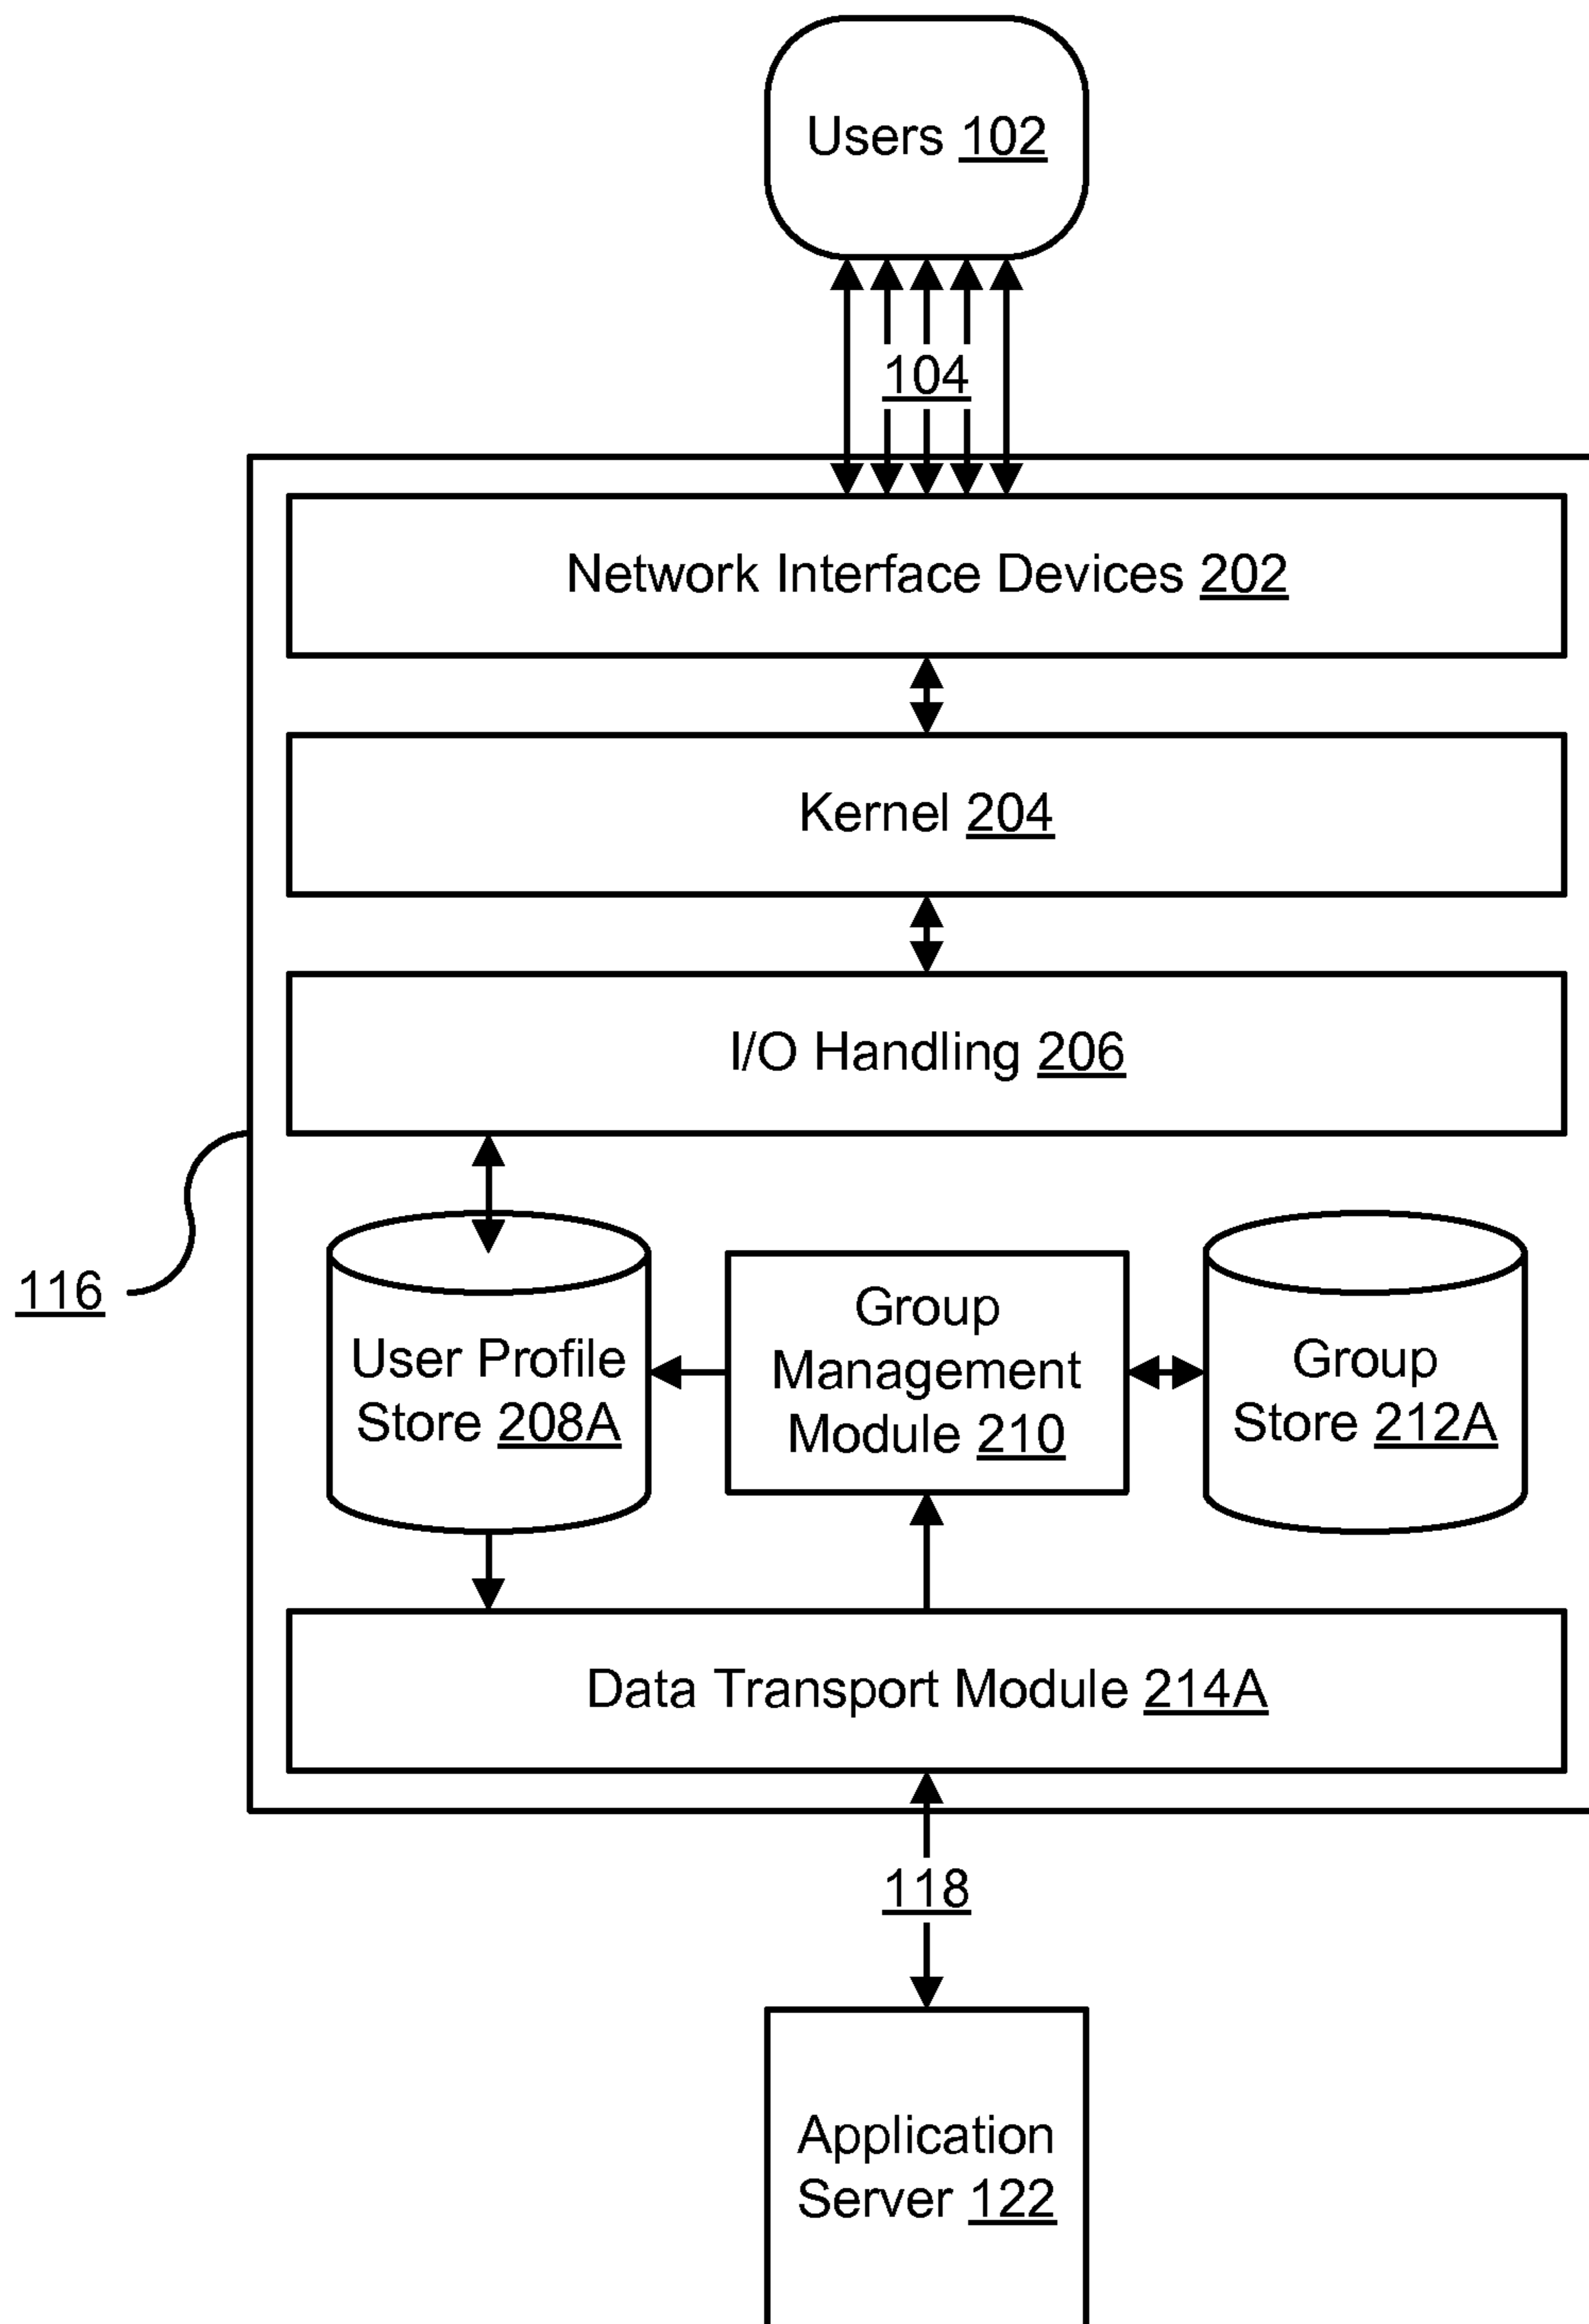 Users 102
104
Network Interface Devices 202
Kernel 204
I/O Handling 206
116
User Profile
Store 208A
Group
Management
Module 210
Group
Store 212A
Data Transport Module 214A
118
Application
Server 122